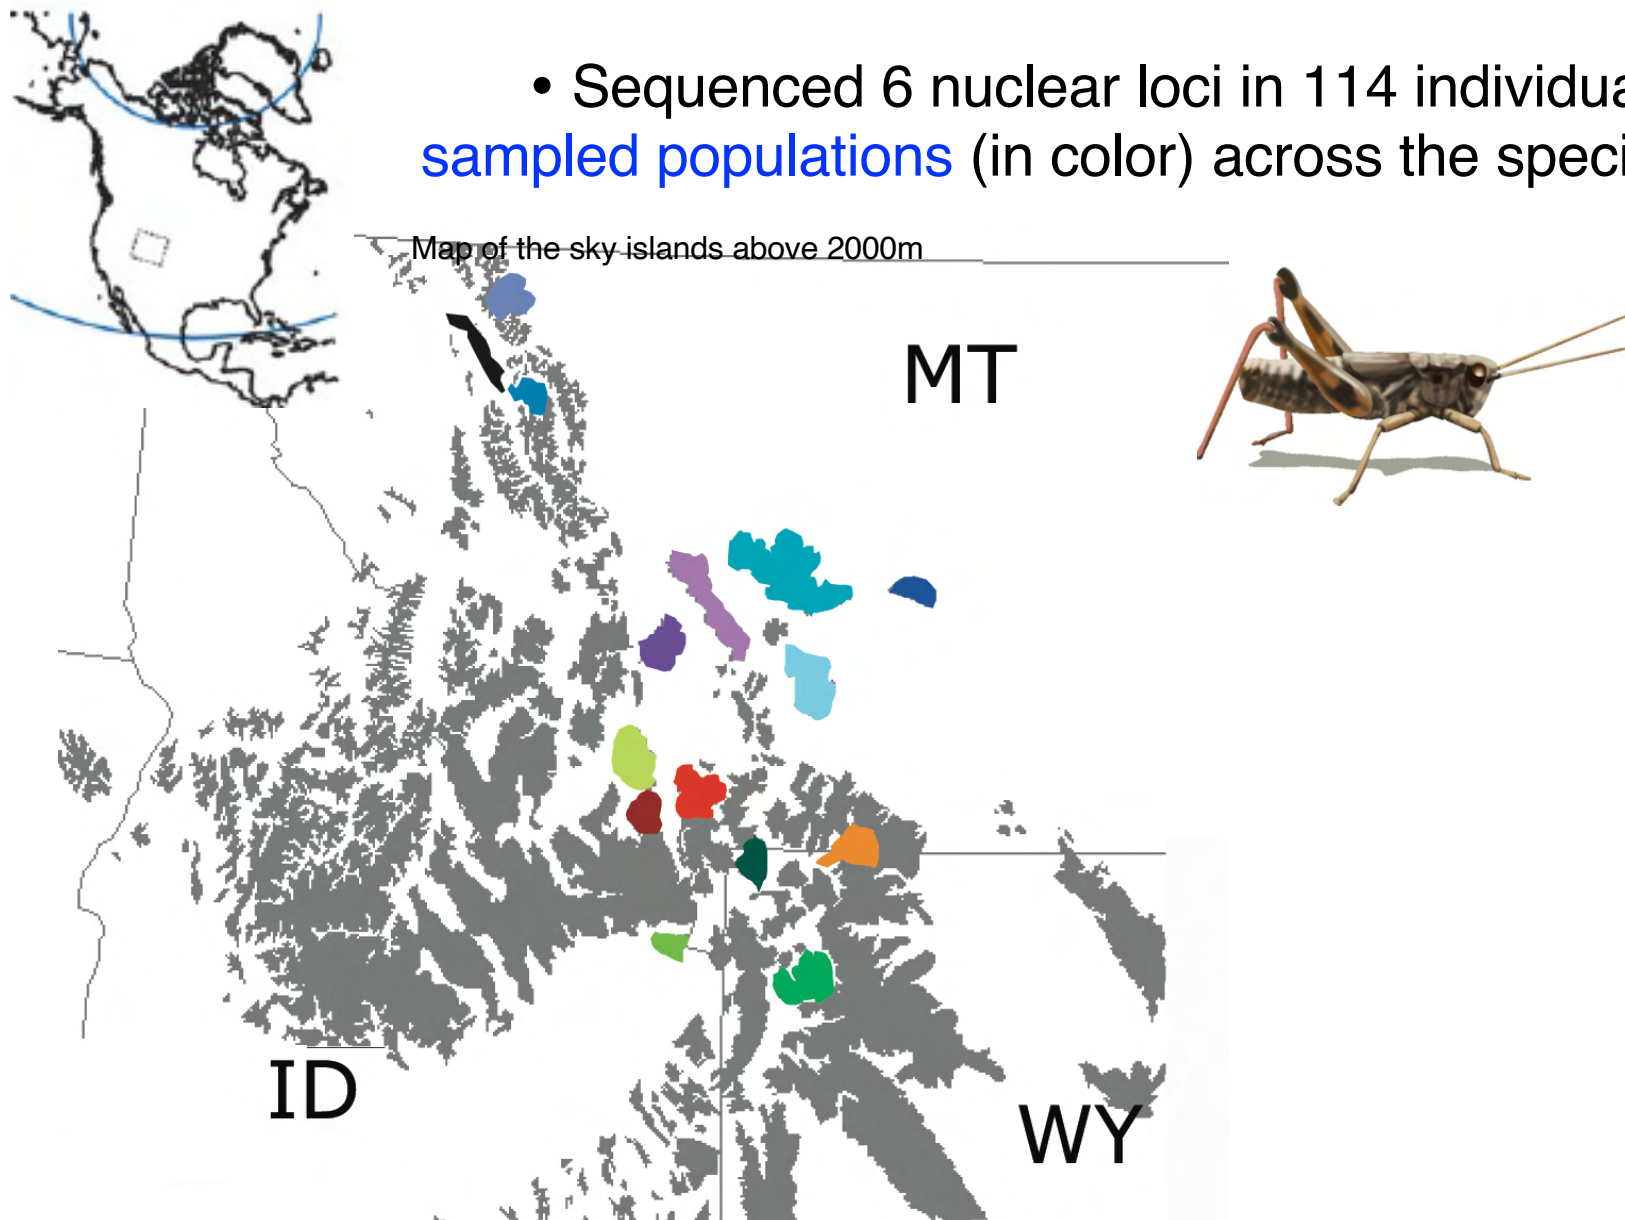 • Sequenced 6 nuclear loci in 114 individua
sampled populations (in color) across the speci
Map of the sky islands above 2000m
MT
ID
WY